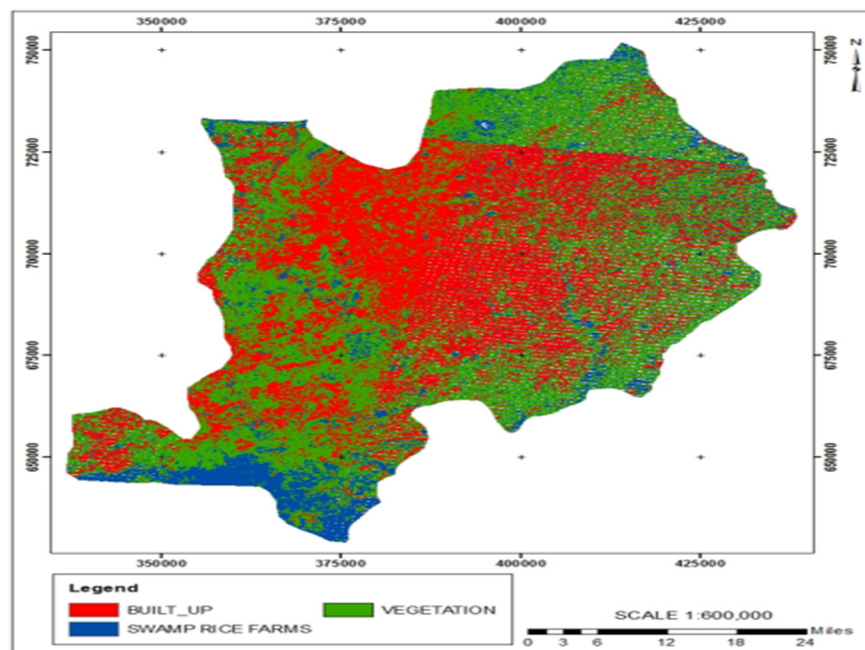 350000 375000 400000 425000
750000 750000
N
725000 725000
700000 700000
675000 675000
650000 650000
350000 375000 400000 425000
Legend
BUILT_UP VEGETATION
SWAMP RICE FARMS
SCALE 1:600,000
Miles
0 3 6 12 18 24